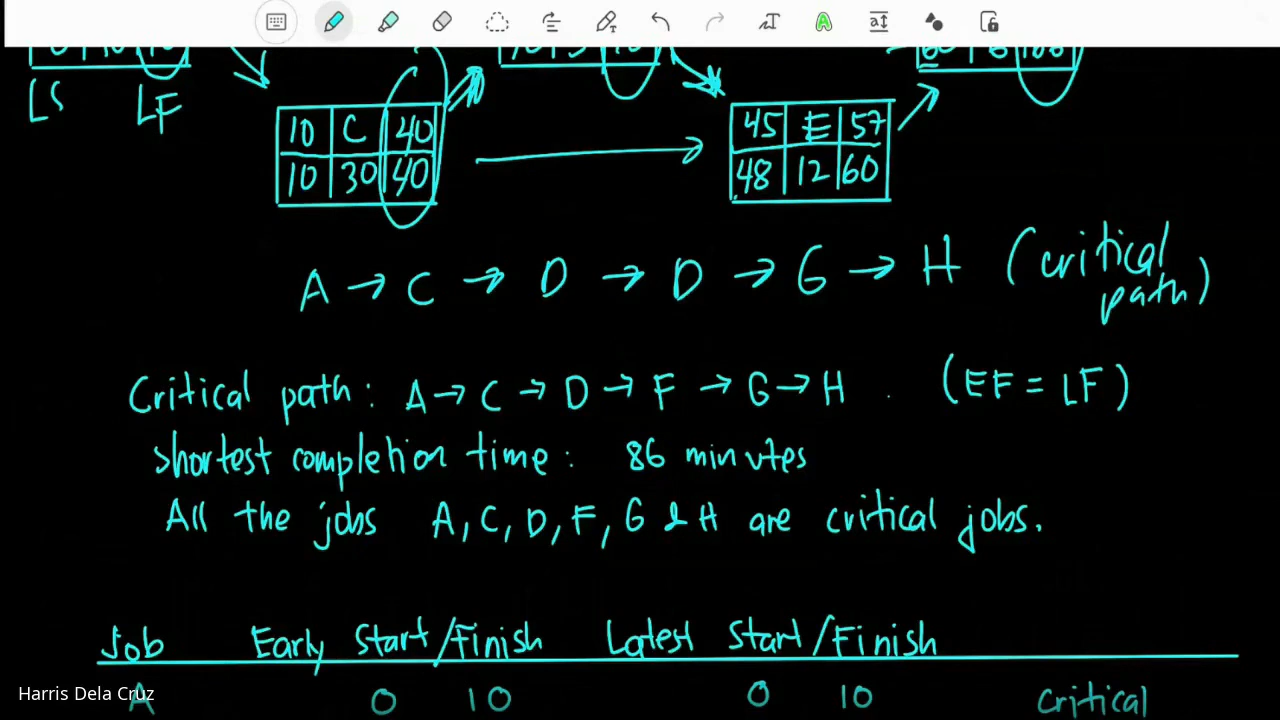 LS LF
10 C 40
10 30 40
45 E 57
48 12 60
A → C → D → D → G → H (critical path)
Critical path: A → C → D → F → G → H. (EF = LF)
shortest completion time: 86 minutes
All the jobs A, C, D, F, G & H are critical jobs.
Job Early Start/Finish Latest Start/Finish
A 0 10 0 10 Critical
Harris Dela Cruz